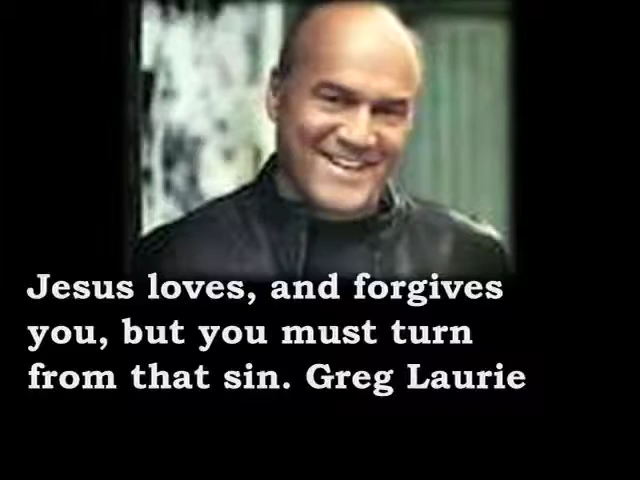 Jesus loves, and forgives
you, but you must turn
from that sin. Greg Laurie